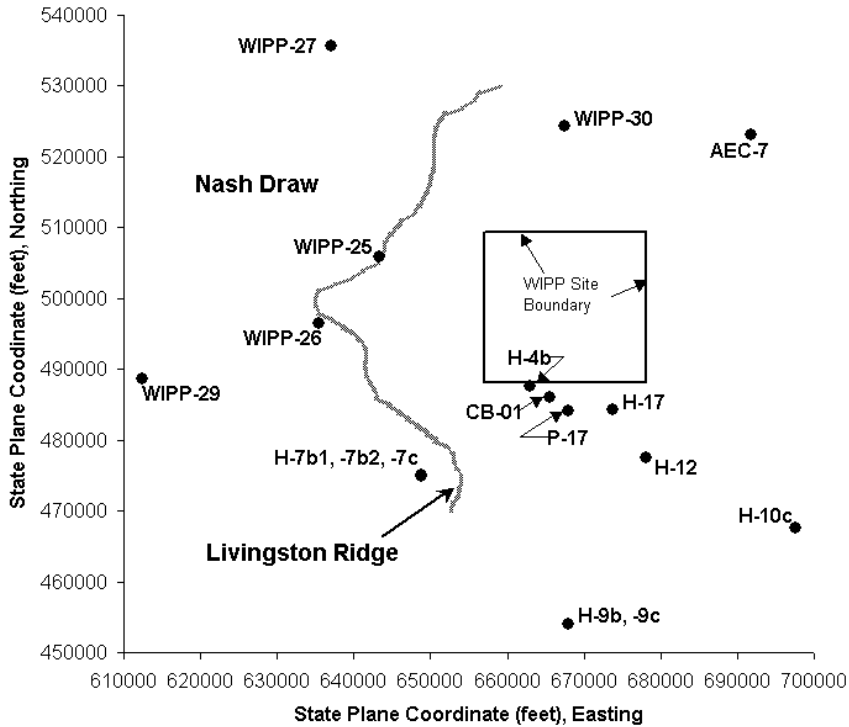 540000
WIPP-27
530000
WIPP-30
520000
AEC-7
Nash Draw
510000
WIPP-25
500000
WIPP Site
Boundary
WIPP-26
490000
H-4b
WIPP-29
CB-01
H-17
480000
P-17
H-7b1, -7b2, -7c
H-12
470000
H-10c
Livingston Ridge
460000
H-9b, -9c
450000
610000 620000 630000 640000 650000 660000 670000 680000 690000 700000
State Plane Coodinate (feet), Northing
State Plane Coordinate (feet), Easting